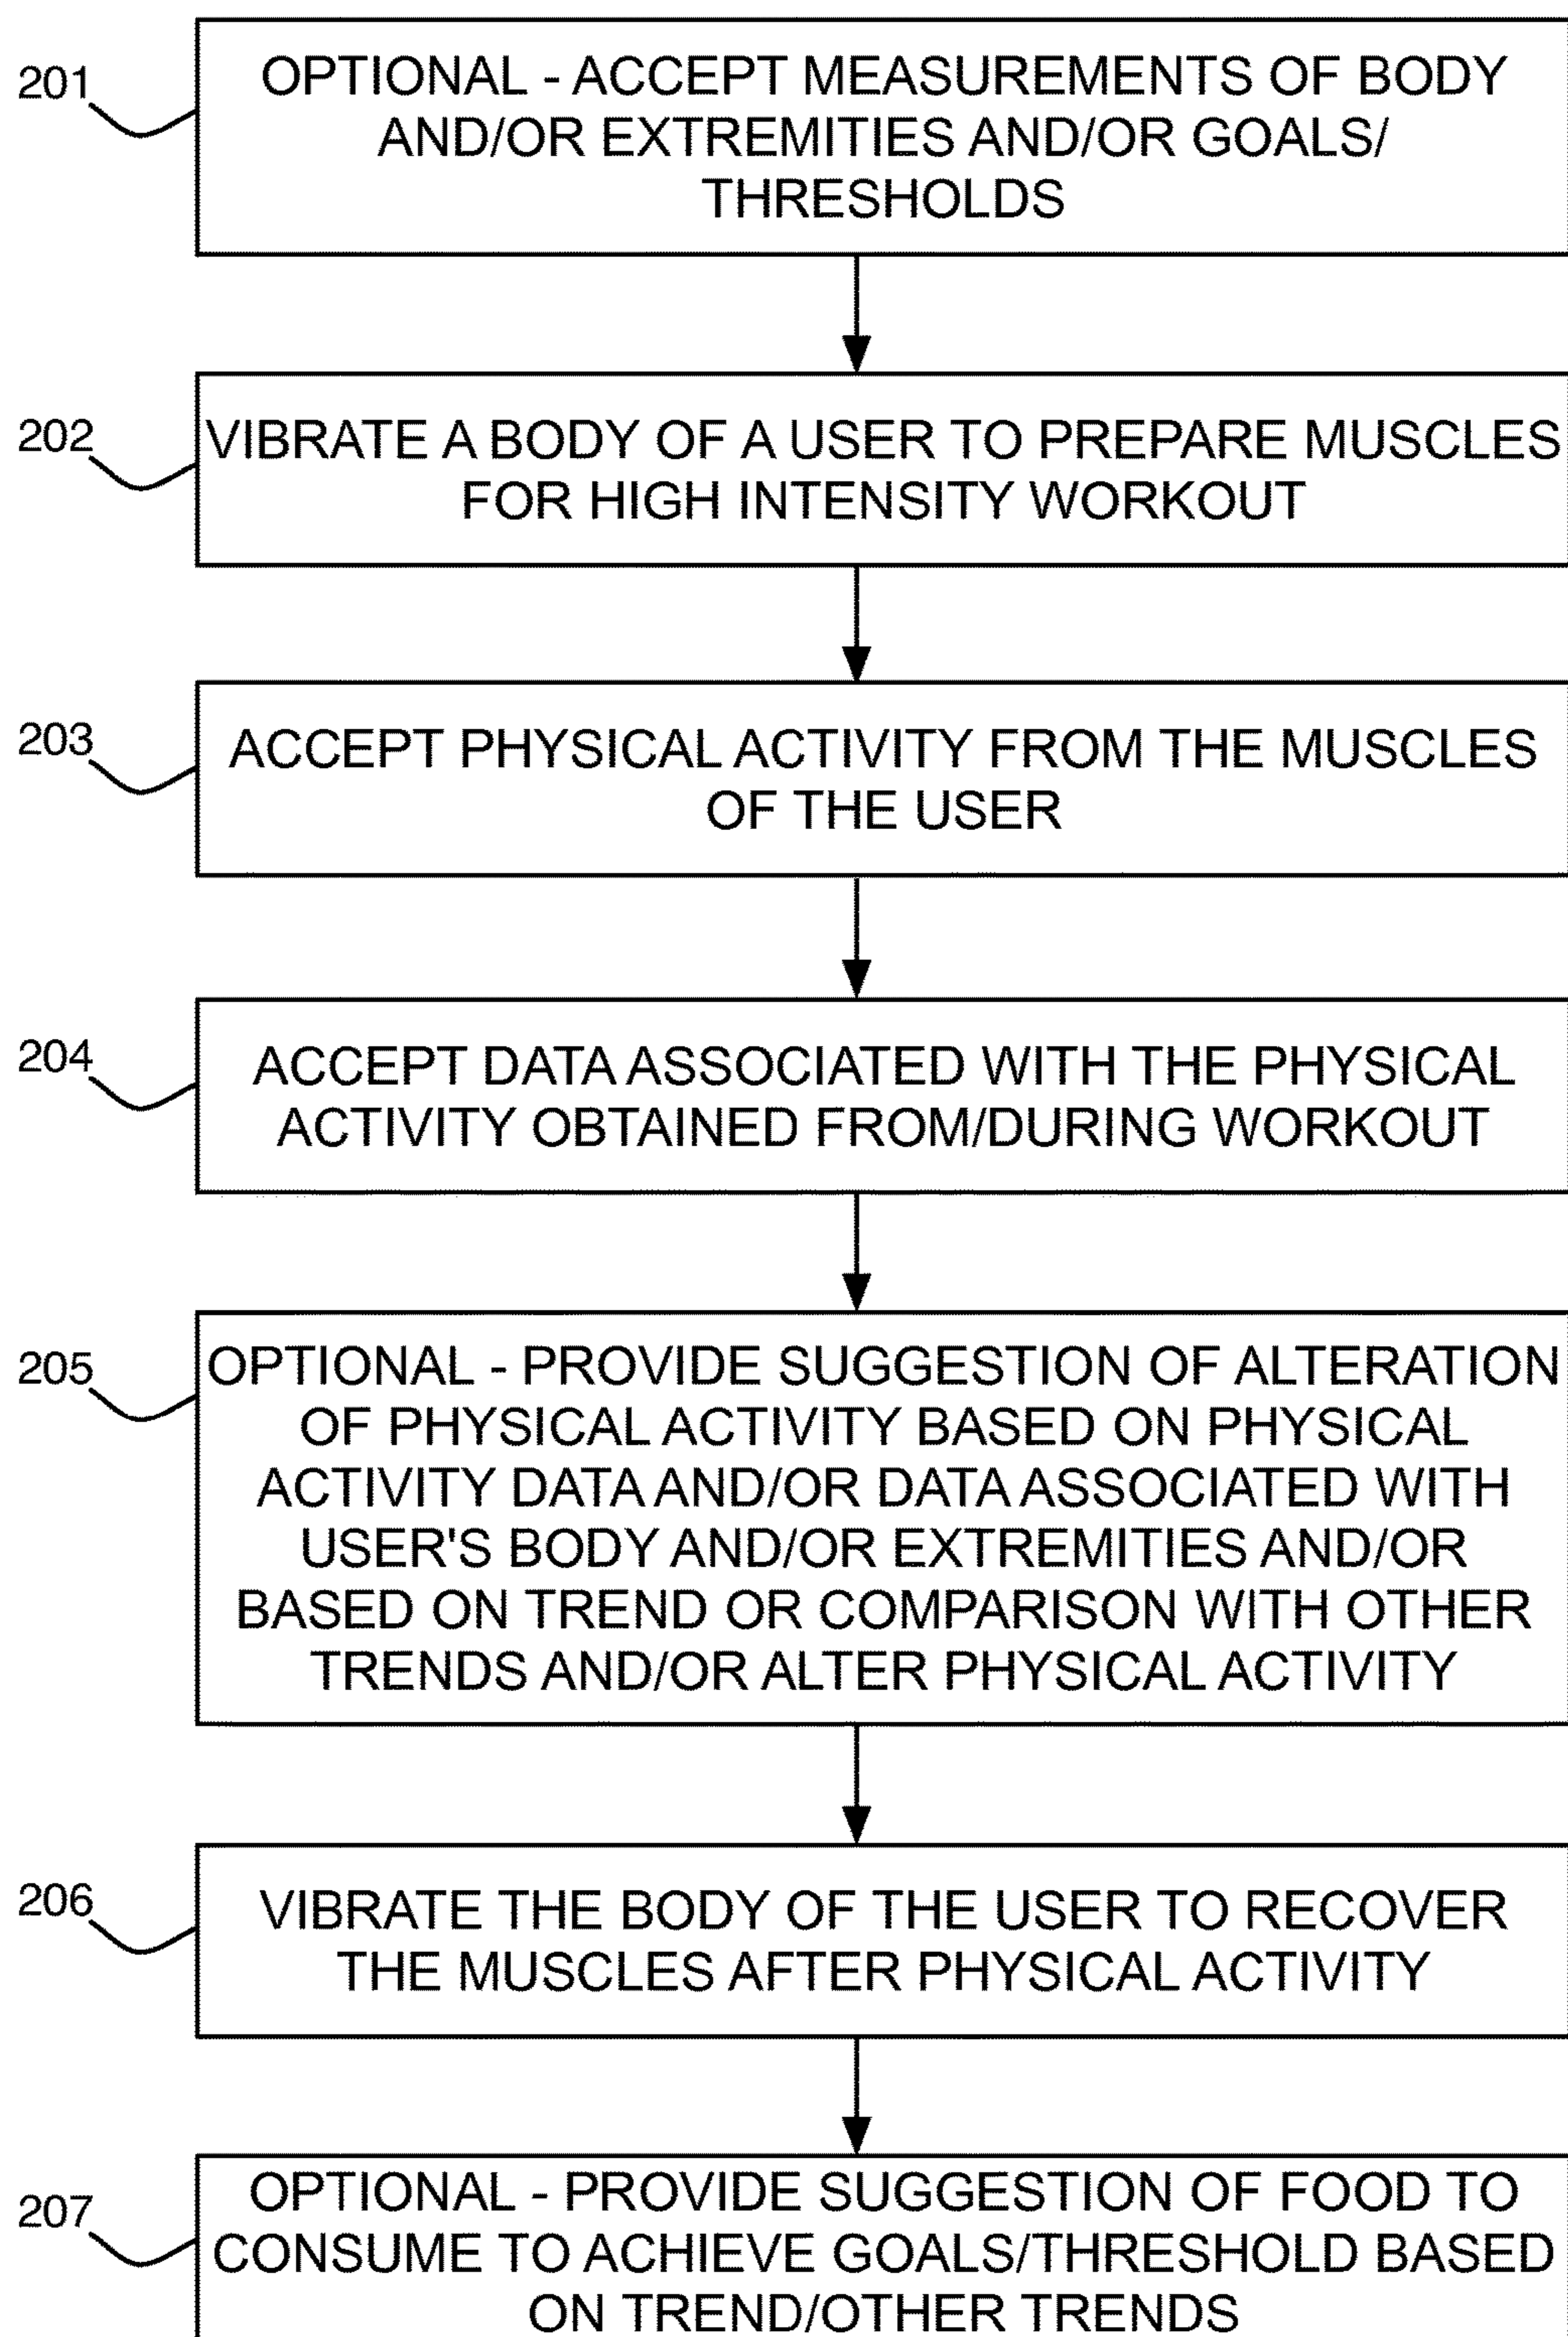 201
OPTIONAL - ACCEPT MEASUREMENTS OF BODY
AND/OR EXTREMITIES AND/OR GOALS/
THRESHOLDS
202
VIBRATE A BODY OF A USER TO PREPARE MUSCLES
FOR HIGH INTENSITY WORKOUT
203
ACCEPT PHYSICAL ACTIVITY FROM THE MUSCLES
OF THE USER
204
ACCEPT DATA ASSOCIATED WITH THE PHYSICAL
ACTIVITY OBTAINED FROM/DURING WORKOUT
205
OPTIONAL - PROVIDE SUGGESTION OF ALTERATION
OF PHYSICAL ACTIVITY BASED ON PHYSICAL
ACTIVITY DATA AND/OR DATA ASSOCIATED WITH
USER'S BODY AND/OR EXTREMITIES AND/OR
BASED ON TREND OR COMPARISON WITH OTHER
TRENDS AND/OR ALTER PHYSICAL ACTIVITY
206
VIBRATE THE BODY OF THE USER TO RECOVER
THE MUSCLES AFTER PHYSICAL ACTIVITY
207
OPTIONAL - PROVIDE SUGGESTION OF FOOD TO
CONSUME TO ACHIEVE GOALS/THRESHOLD BASED
ON TREND/OTHER TRENDS